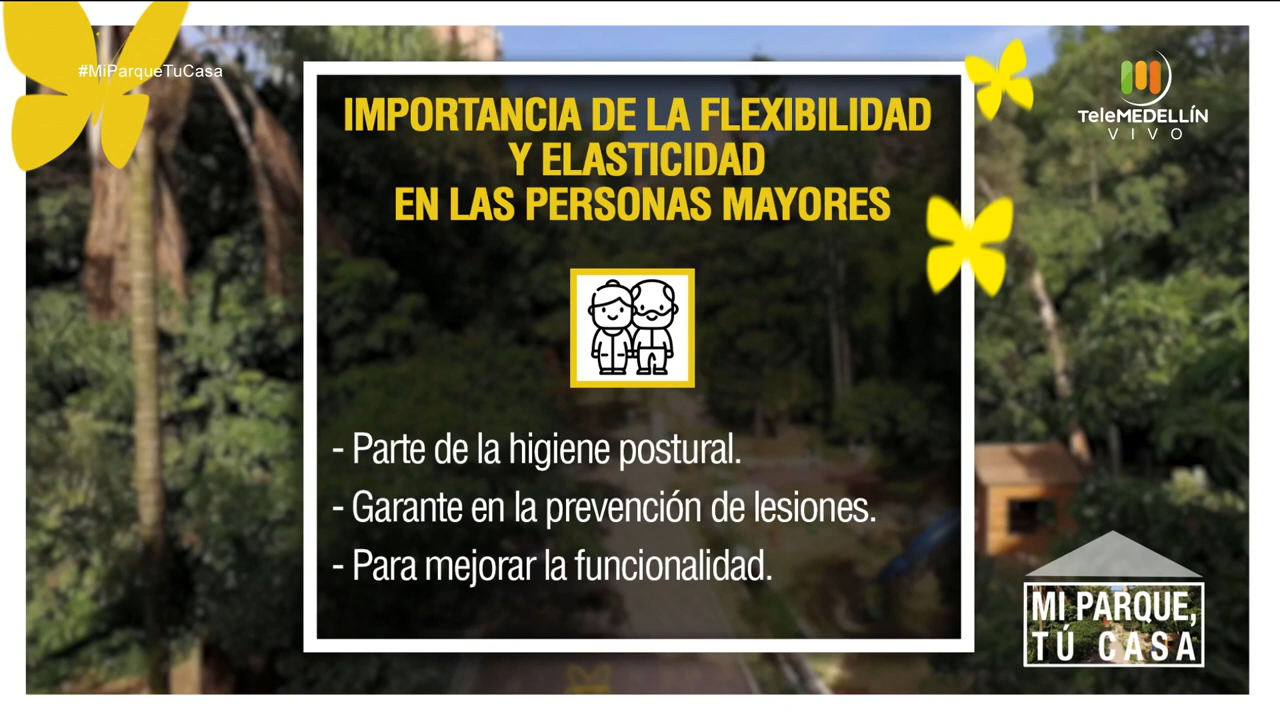 #MiParqueTuCasa
TeleMEDELLÍN
VIVO
IMPORTANCIA DE LA FLEXIBILIDAD
Y ELASTICIDAD
EN LAS PERSONAS MAYORES
- Parte de la higiene postural.
- Garante en la prevención de lesiones.
- Para mejorar la funcionalidad.
MI PARQUE,
TÚ CASA